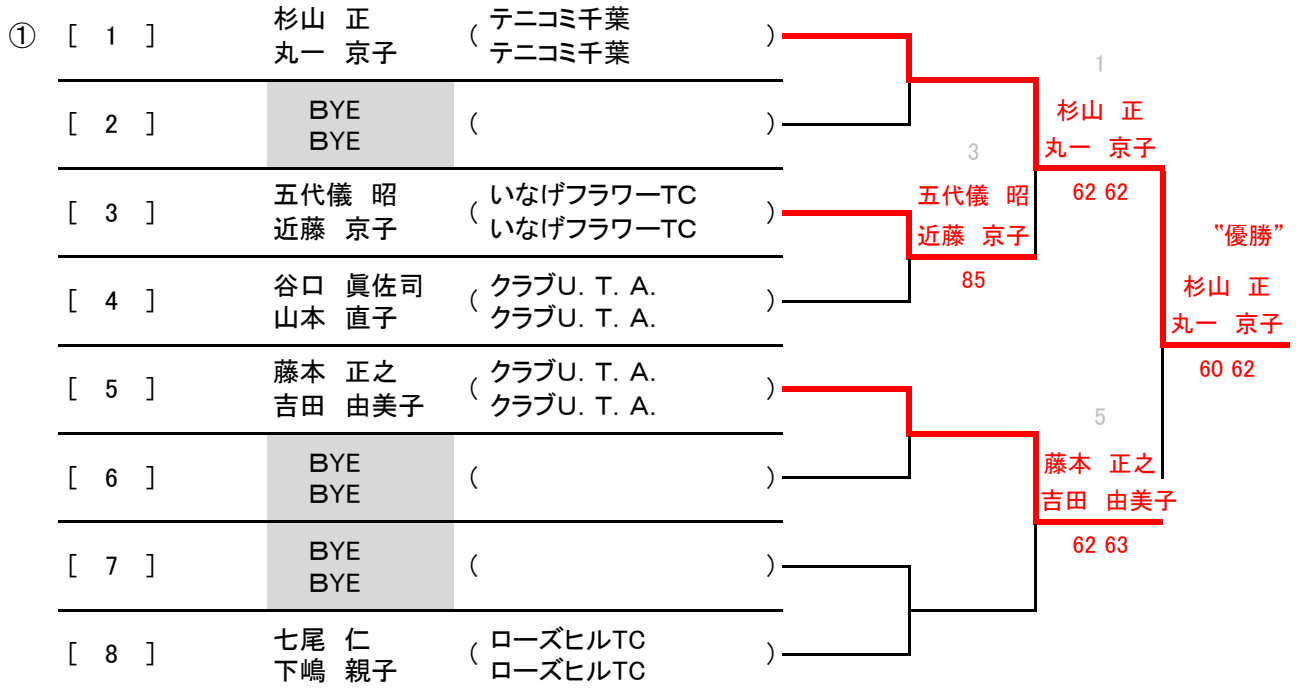 ① [ 1 ] 杉山 正 ( テニコミ千葉 )
丸一 京子 テニコミ千葉
[ 2 ] BYE ( )
BYE
[ 3 ] 五代儀 昭 ( いなげフラワーTC )
近藤 京子 いなげフラワーTC
[ 4 ] 谷口 眞佐司 ( クラブU. T. A. )
山本 直子 クラブU. T. A.
[ 5 ] 藤本 正之 ( クラブU. T. A. )
吉田 由美子 クラブU. T. A.
[ 6 ] BYE ( )
BYE
[ 7 ] BYE ( )
BYE
[ 8 ] 七尾 仁 ( ローズヒルTC )
下嶋 親子 ローズヒルTC
3
五代儀 昭
近藤 京子
85
1
杉山 正
丸一 京子
62 62
5
藤本 正之
吉田 由美子
62 63
〝優勝”
杉山 正
丸一 京子
60 62